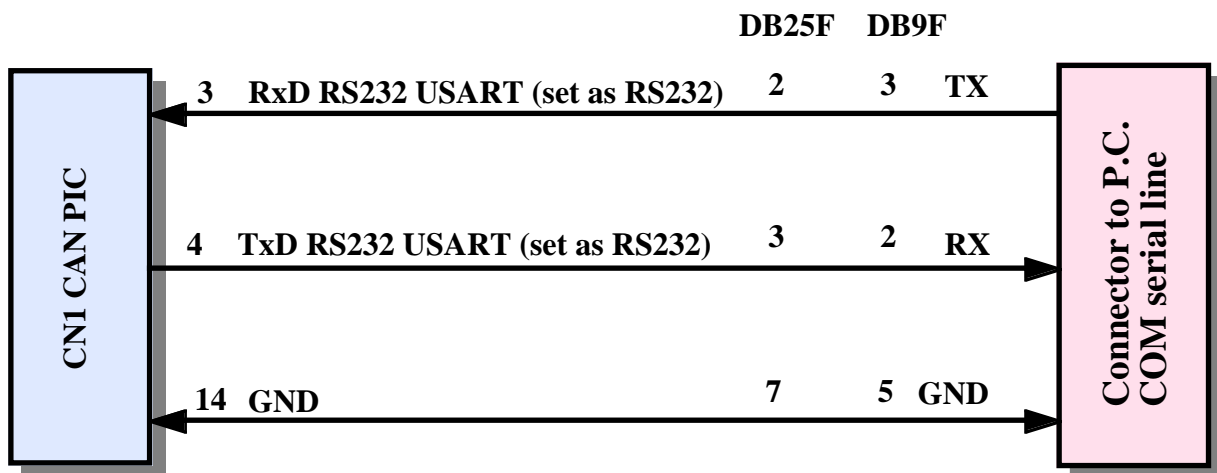 DB25F DB9F
3 RxD RS232 USART (set as RS232) 2 3 TX
CN1 CAN PIC
4 TxD RS232 USART (set as RS232) 3 2 RX
Connector to P.C.
COM serial line
14 GND 7 5 GND